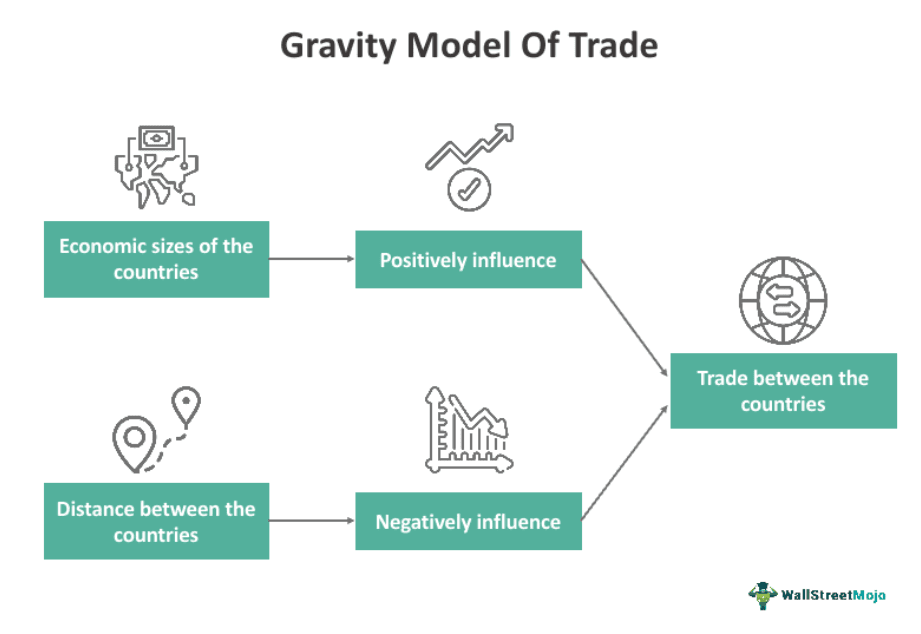 Gravity Model Of Trade
Economic sizes of the
countries
Positively influence
Trade between the
countries
Distance between the
countries
Negatively influence
WallStreetMojo